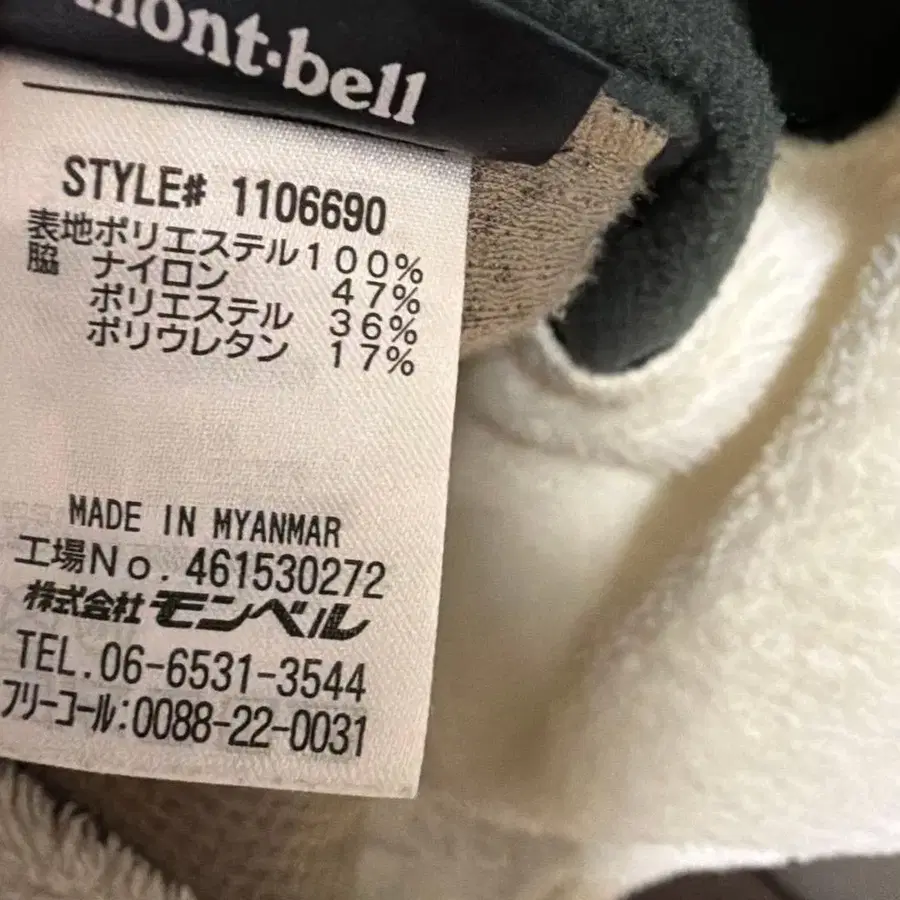 mont-bell
STYLE# 1106690
表地ポリエステル100%
脇 ナイロン 47%
ポリエステル 36%
ポリウレタン 17%
MADE IN MYANMAR
工場No. 461530272
株式会社モンベル
TEL.06-6531-3544
フリーコール:0088-22-0031